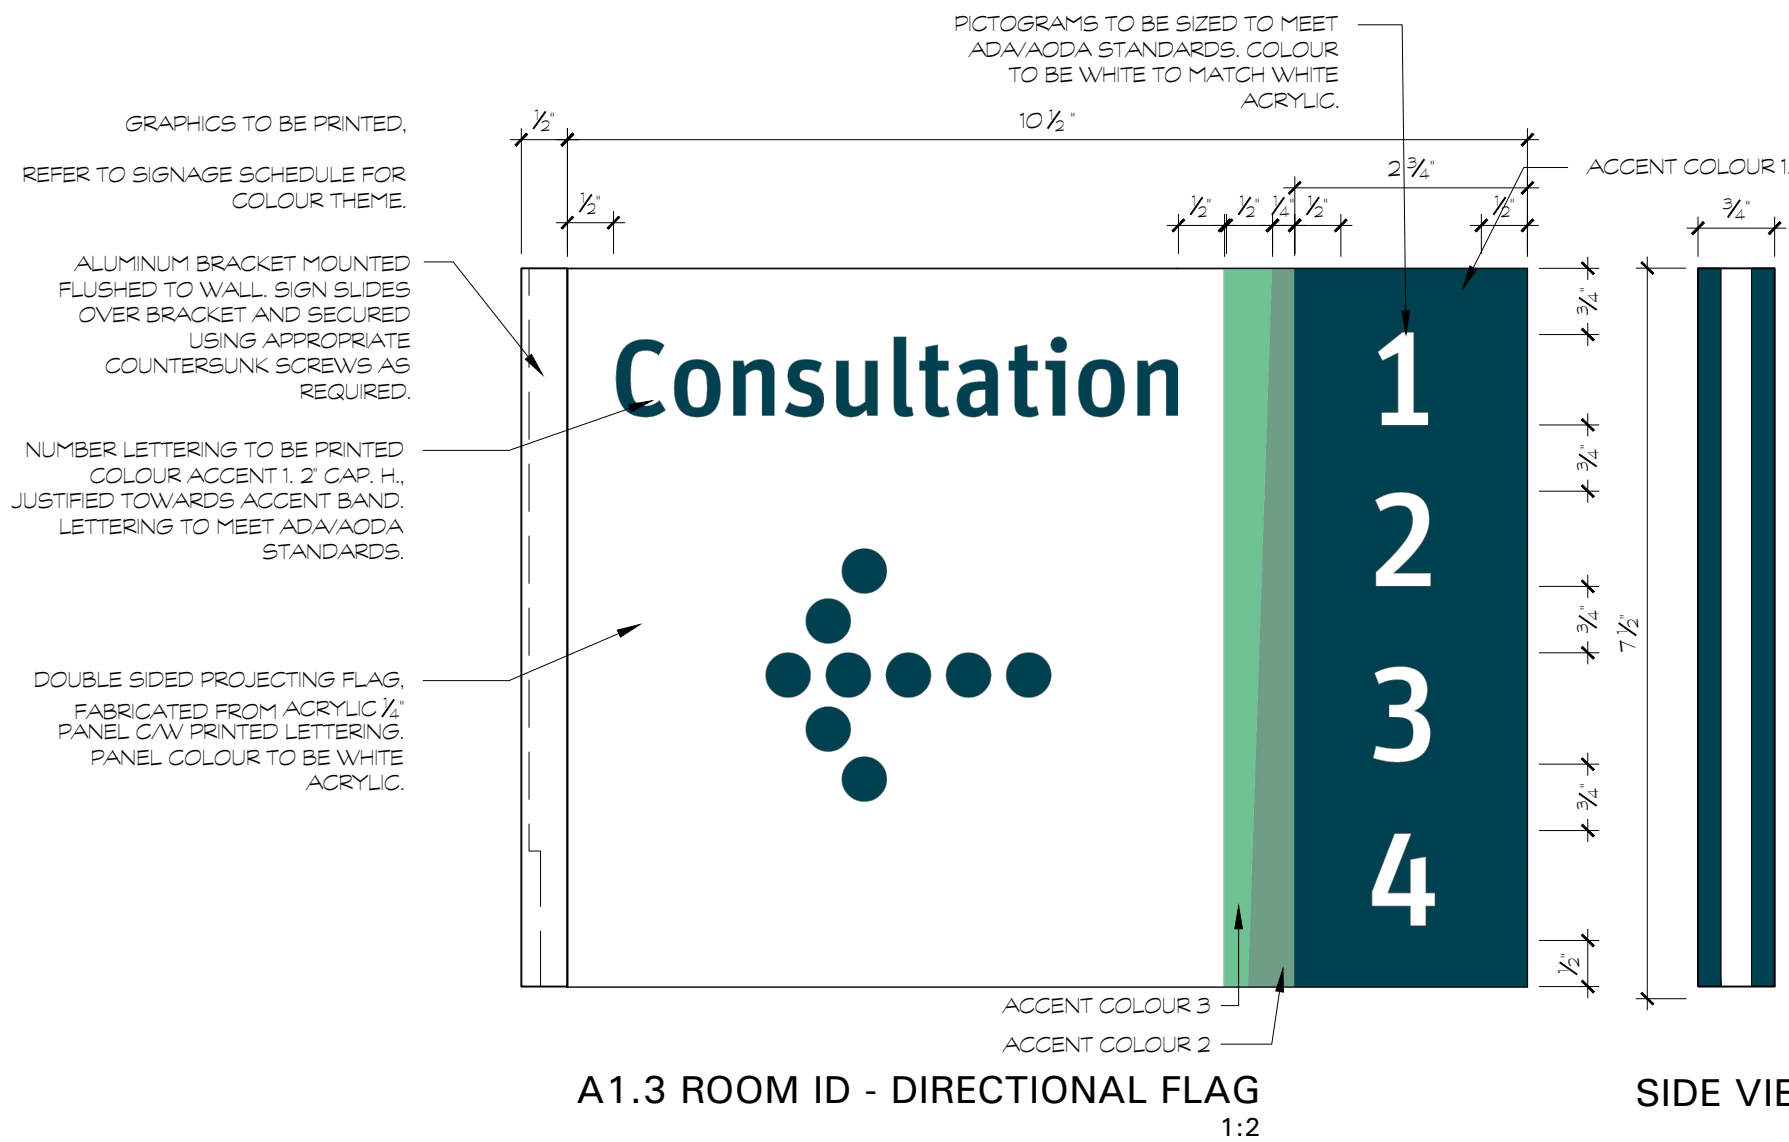 PICTOGRAMS TO BE SIZED TO MEET
ADA/AODA STANDARDS. COLOUR
TO BE WHITE TO MATCH WHITE
ACRYLIC.
GRAPHICS TO BE PRINTED,
REFER TO SIGNAGE SCHEDULE FOR
COLOUR THEME.
½"
10 ½ "
2 ¾"
ACCENT COLOUR 1.
½"
½"
½"
¼"
½"
½"
¾"
ALUMINUM BRACKET MOUNTED
FLUSHED TO WALL. SIGN SLIDES
OVER BRACKET AND SECURED
USING APPROPRIATE
COUNTERSUNK SCREWS AS
REQUIRED.
NUMBER LETTERING TO BE PRINTED
COLOUR ACCENT 1. 2" CAP. H.,
JUSTIFIED TOWARDS ACCENT BAND.
LETTERING TO MEET ADA/AODA
STANDARDS.
DOUBLE SIDED PROJECTING FLAG,
FABRICATED FROM ACRYLIC ¼"
PANEL C/W PRINTED LETTERING.
PANEL COLOUR TO BE WHITE
ACRYLIC.
Consultation
1
2
3
4
¾"
¾"
¾"
¾"
½"
7 ½"
ACCENT COLOUR 3
ACCENT COLOUR 2
A1.3 ROOM ID - DIRECTIONAL FLAG
1:2
SIDE VIE